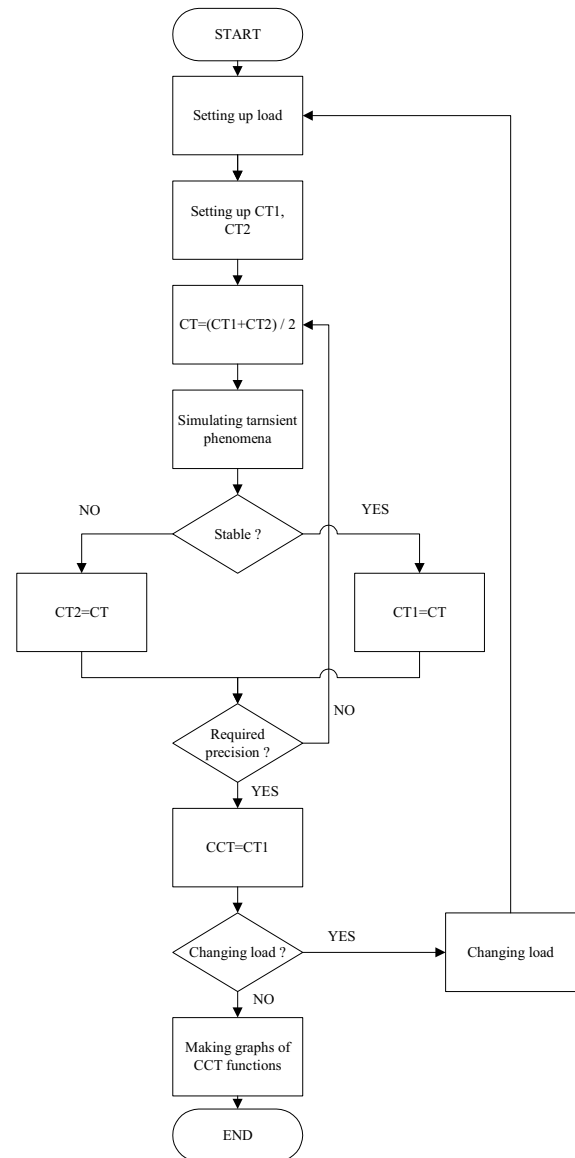 START
Setting up load
Setting up CT1,
CT2
CT=(CT1+CT2) / 2
Simulating tarnsient
phenomena
NO
YES
Stable ?
CT2=CT
CT1=CT
Required
precision ?
NO
YES
CCT=CT1
Changing load ?
YES
Changing load
NO
Making graphs of
CCT functions
END